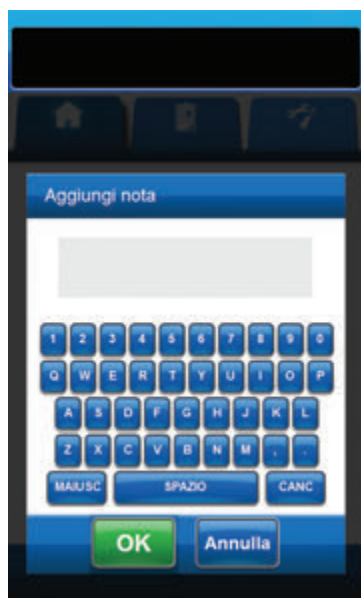 Aggiungi nota
1 2 3 4 5 6 7 8 9 0
Q W E R T Y U I O P
A S D F G H J K L
Z X C V B N M , .
MAIUSC SPAZIO CANC
OK Annulla